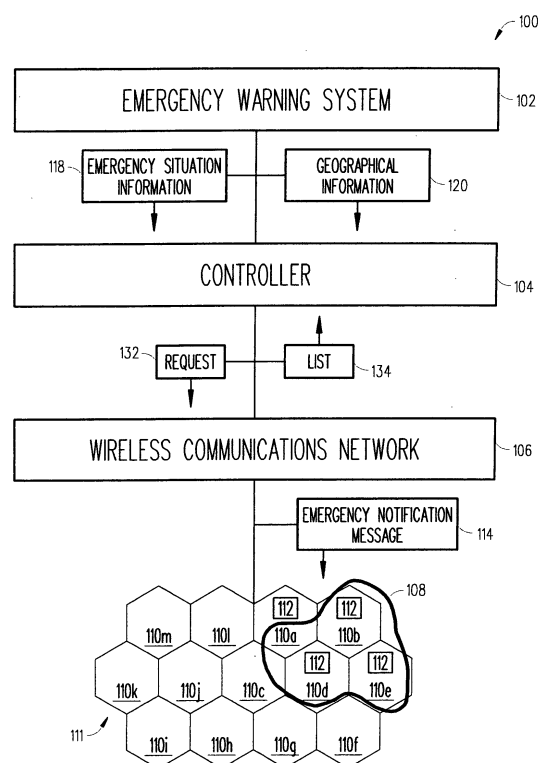 100
EMERGENCY WARNING SYSTEM
102
118
EMERGENCY SITUATION
INFORMATION
GEOGRAPHICAL
INFORMATION
120
CONTROLLER
104
132
REQUEST
LIST
134
WIRELESS COMMUNICATIONS NETWORK
106
EMERGENCY NOTIFICATION
MESSAGE
114
108
112
112
110m
110l
110a
110b
112
112
110k
110j
110c
110d
110e
111
110i
110h
110g
110f